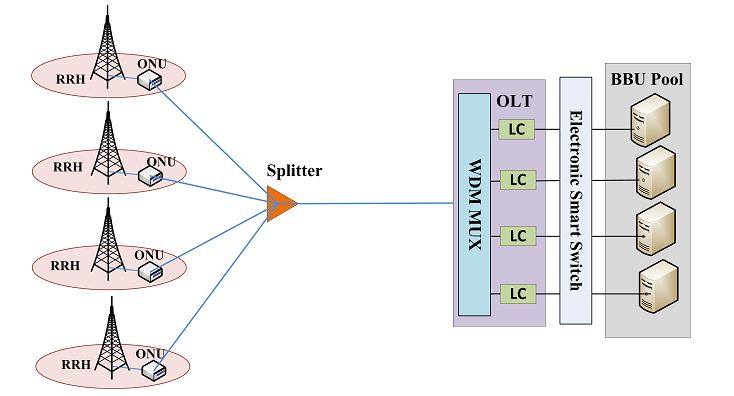 RRH
ONU
RRH
ONU
RRH
ONU
RRH
ONU
Splitter
OLT
WDM MUX
LC
LC
LC
LC
Electronic Smart Switch
BBU Pool